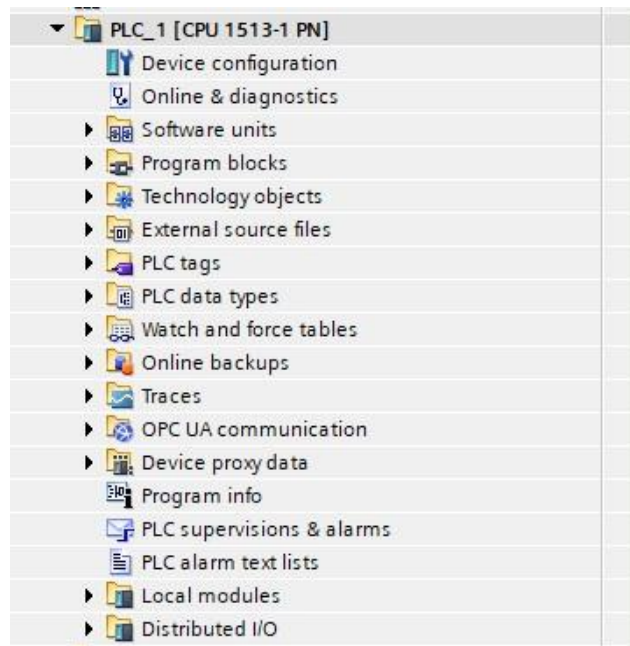 PLC_1 [CPU 1513-1 PN]
Device configuration
Online & diagnostics
Software units
Program blocks
Technology objects
External source files
PLC tags
PLC data types
Watch and force tables
Online backups
Traces
OPC UA communication
Device proxy data
Program info
PLC supervisions & alarms
PLC alarm text lists
Local modules
Distributed I/O